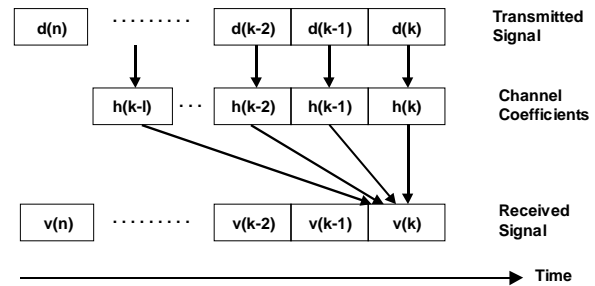 d(n) ......... d(k-2) d(k-1) d(k) Transmitted
Signal
h(k-l) ... h(k-2) h(k-1) h(k) Channel
Coefficients
v(n) ......... v(k-2) v(k-1) v(k) Received
Signal
Time